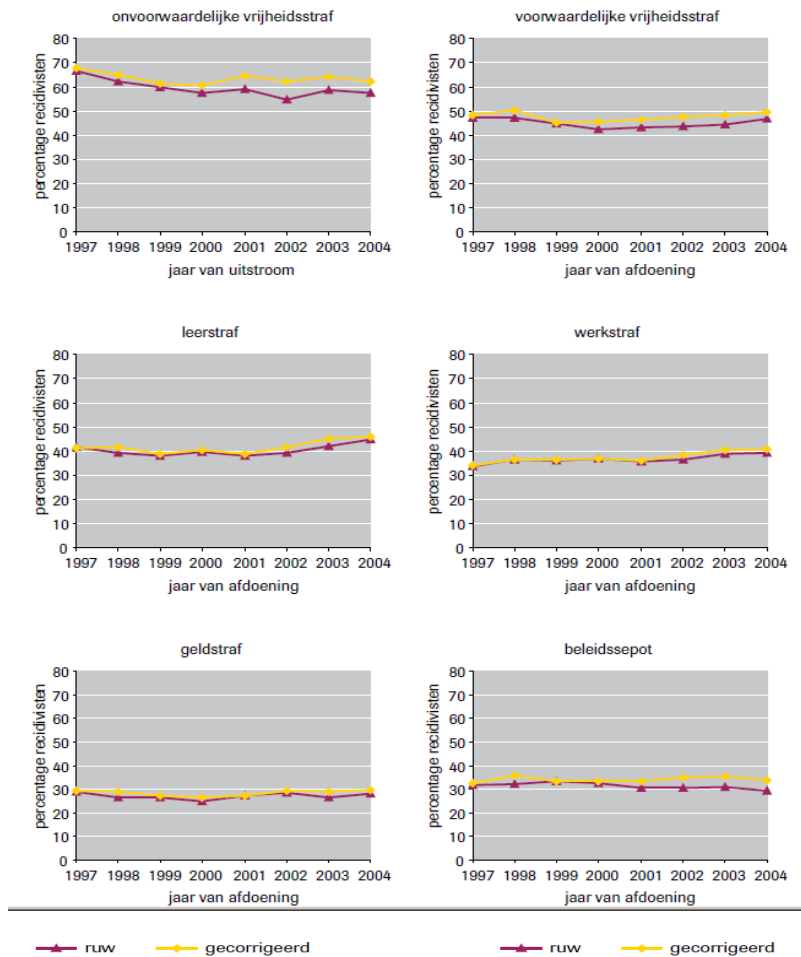 onvoorwaardelijke vrijheidsstraf
percentage recidivisten
80
70
60
50
40
30
20
10
0
1997 1998 1999 2000 2001 2002 2003 2004
jaar van uitstroom
voorwaardelijke vrijheidsstraf
percentage recidivisten
80
70
60
50
40
30
20
10
0
1997 1998 1999 2000 2001 2002 2003 2004
jaar van afdoening
leerstraf
percentage recidivisten
80
70
60
50
40
30
20
10
0
1997 1998 1999 2000 2001 2002 2003 2004
jaar van afdoening
werkstraf
percentage recidivisten
80
70
60
50
40
30
20
10
0
1997 1998 1999 2000 2001 2002 2003 2004
jaar van afdoening
geldstraf
percentage recidivisten
80
70
60
50
40
30
20
10
0
1997 1998 1999 2000 2001 2002 2003 2004
jaar van afdoening
beleidssepot
percentage recidivisten
80
70
60
50
40
30
20
10
0
1997 1998 1999 2000 2001 2002 2003 2004
jaar van afdoening
ruw gecorrigeerd
ruw gecorrigeerd